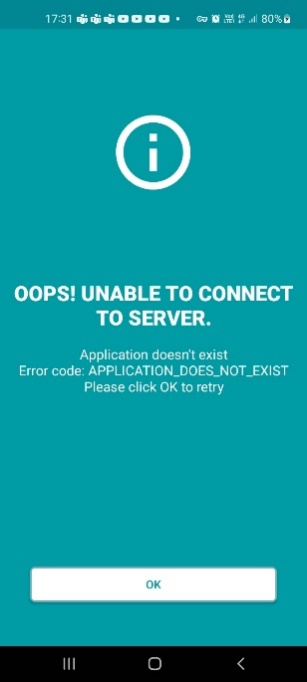 17:31
80%
OOPS! UNABLE TO CONNECT
TO SERVER.
Application doesn't exist
Error code: APPLICATION_DOES_NOT_EXIST
Please click OK to retry
OK